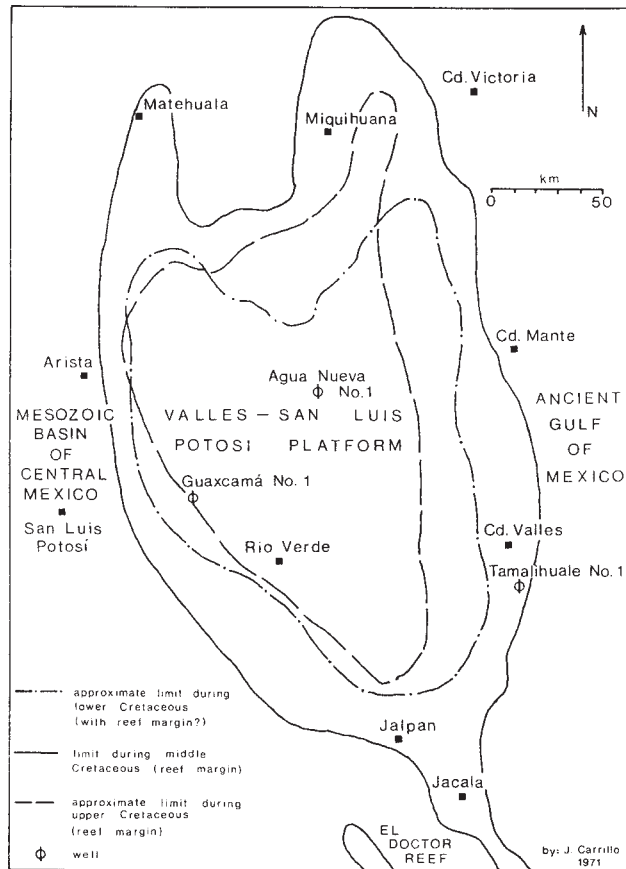 Cd. Victoria
Matehuala
Miquihuana
N
km
0 50
Cd. Mante
Arista
Agua Nueva
No.1
MESOZOIC
BASIN
OF
CENTRAL
MEXICO
VALLES – SAN LUIS
POTOSÍ PLATFORM
ANCIENT
GULF
OF
MEXICO
Guaxcamá No. 1
San Luis
Potosí
Rio Verde
Cd. Valles
Tamalihuale No. 1
approximate limit during
lower Cretaceous
(with reef margin?)
limit during middle
Cretaceous (reef margin)
approximate limit during
upper Cretaceous
(reef margin)
well
Jalpan
Jacala
EL
DOCTOR
REEF
by: J. Carrillo
1971